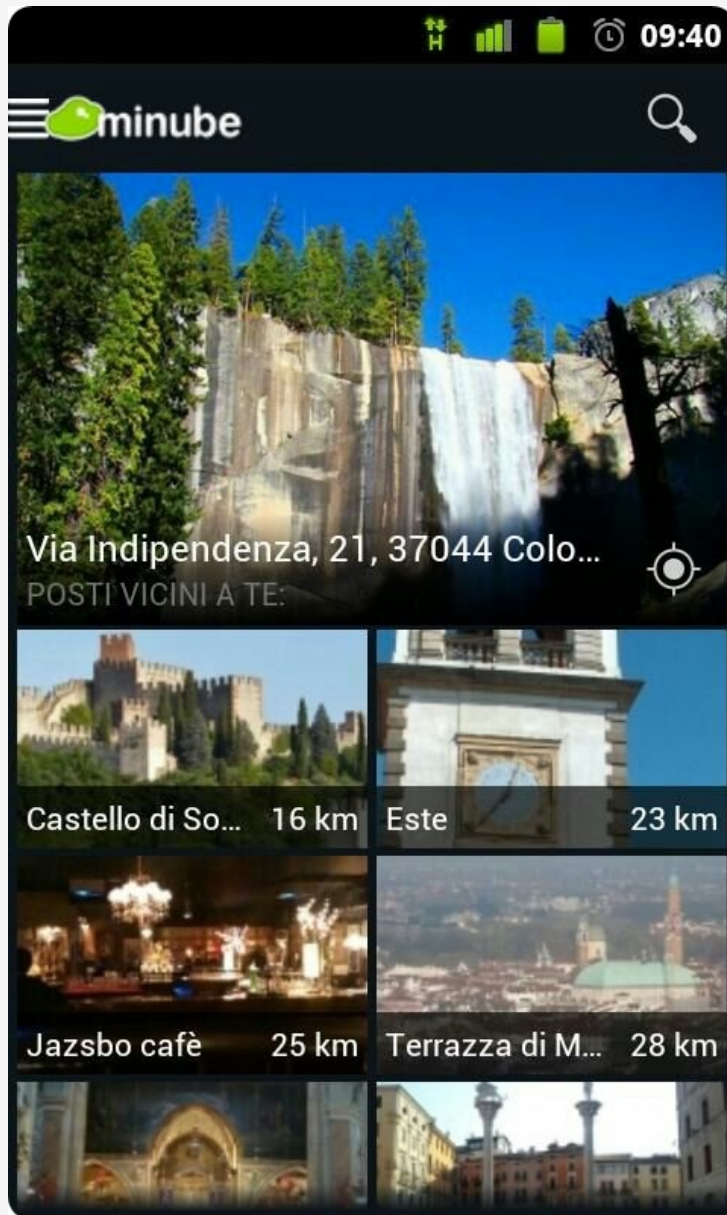 H 09:40
minube
Via Indipendenza, 21, 37044 Colo...
POSTI VICINI A TE:
Castello di So... 16 km
Este 23 km
Jazsbo cafè 25 km
Terrazza di M... 28 km